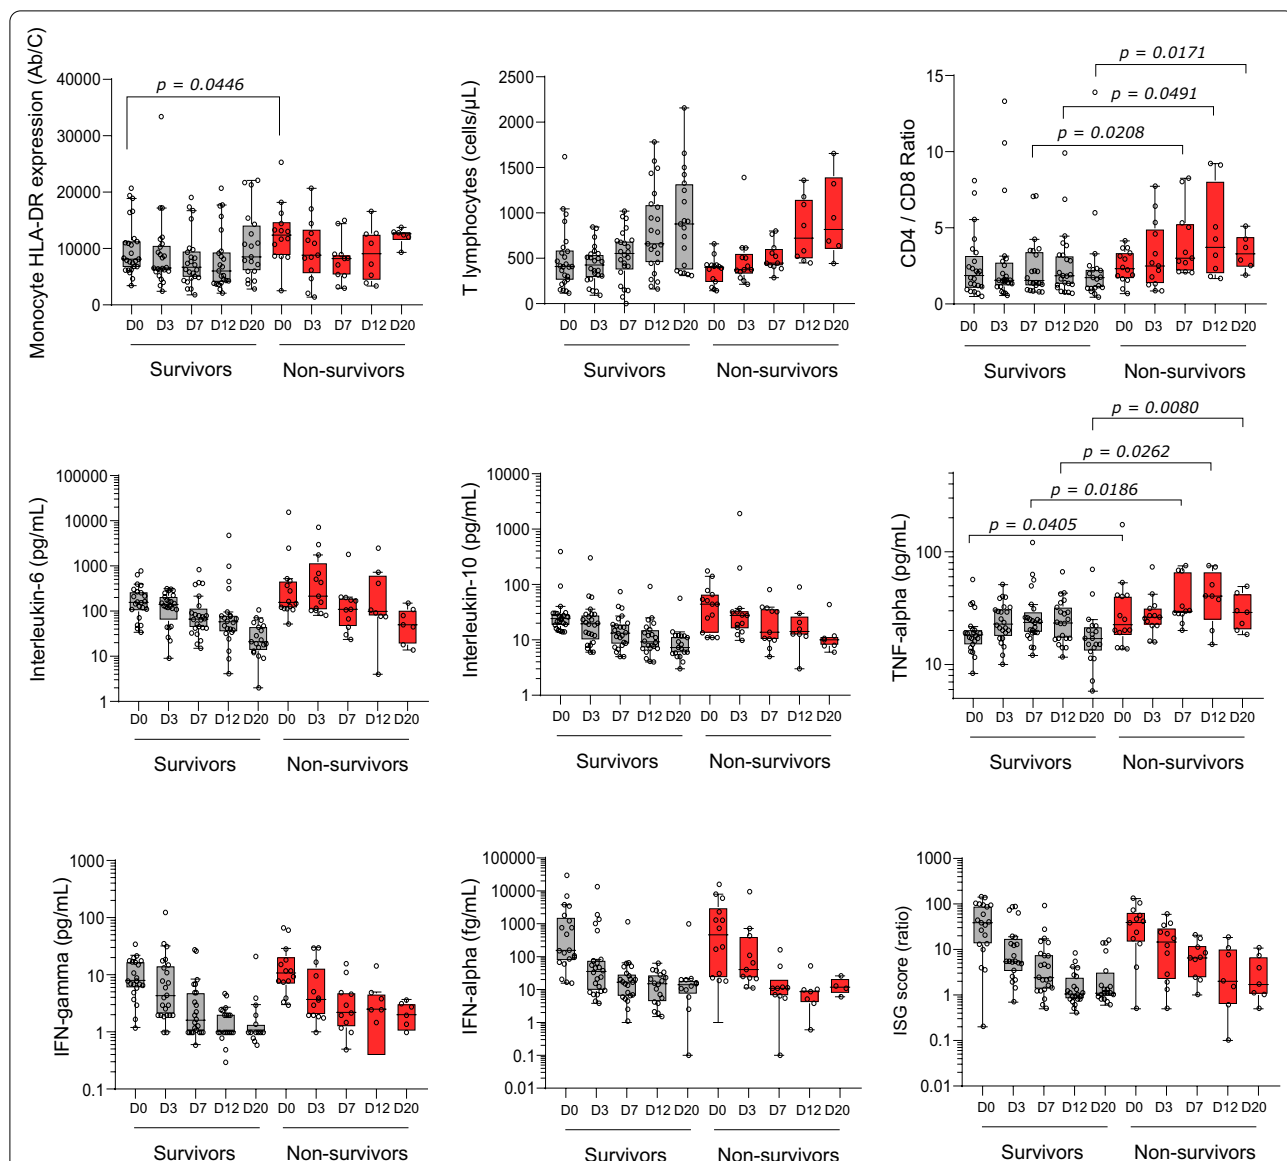 Monocyte HLA-DR expression (Ab/C)
40000
30000
20000
10000
0
p = 0.0446
D0 D3 D7 D12 D20 D0 D3 D7 D12 D20
Survivors Non-survivors
T lymphocytes (cells/µL)
2500
2000
1500
1000
500
0
D0 D3 D7 D12 D20 D0 D3 D7 D12 D20
Survivors Non-survivors
CD4 / CD8 Ratio
15
10
5
0
p = 0.0171
p = 0.0491
p = 0.0208
D0 D3 D7 D12 D20 D0 D3 D7 D12 D20
Survivors Non-survivors
Interleukin-6 (pg/mL)
100000
10000
1000
100
10
1
D0 D3 D7 D12 D20 D0 D3 D7 D12 D20
Survivors Non-survivors
Interleukin-10 (pg/mL)
10000
1000
100
10
1
D0 D3 D7 D12 D20 D0 D3 D7 D12 D20
Survivors Non-survivors
TNF-alpha (pg/mL)
100
10
p = 0.0080
p = 0.0262
p = 0.0186
p = 0.0405
D0 D3 D7 D12 D20 D0 D3 D7 D12 D20
Survivors Non-survivors
IFN-gamma (pg/mL)
1000
100
10
1
0.1
D0 D3 D7 D12 D20 D0 D3 D7 D12 D20
Survivors Non-survivors
IFN-alpha (fg/mL)
100000
10000
1000
100
10
1
0.1
0.01
D0 D3 D7 D12 D20 D0 D3 D7 D12 D20
Survivors Non-survivors
ISG score (ratio)
1000
100
10
1
0.1
0.01
D0 D3 D7 D12 D20 D0 D3 D7 D12 D20
Survivors Non-survivors